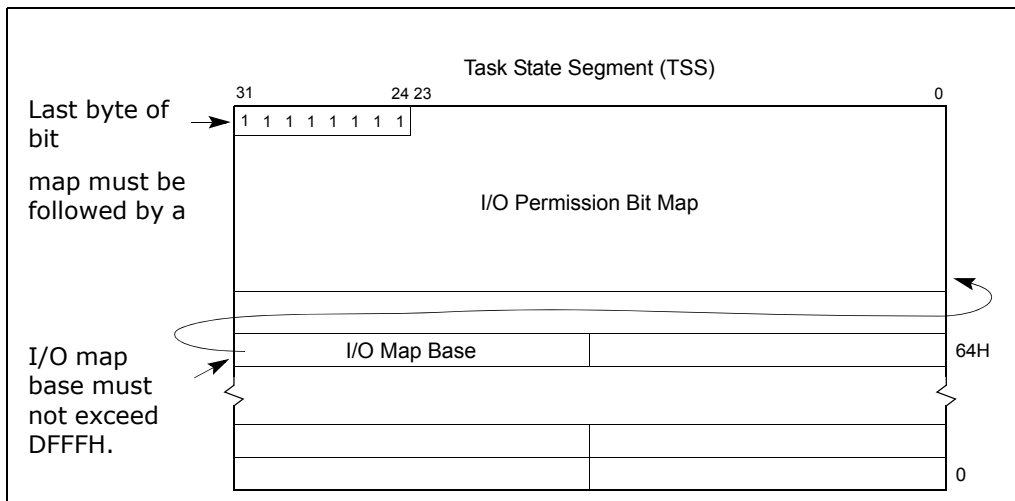 Task State Segment (TSS)
31 24 23 0
Last byte of
bit
map must be
followed by a
1 1 1 1 1 1 1 1
I/O Permission Bit Map
I/O map
base must
not exceed
DFFFH.
I/O Map Base
64H
0